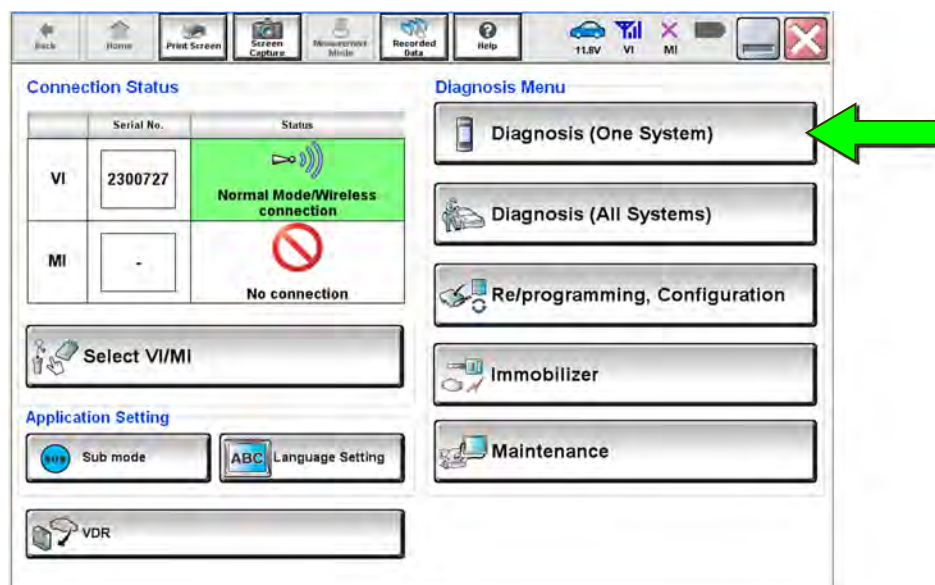 Back
Home
Print Screen
Screen
Capture
Measurement
Mode
Recorded
Data
Help
11.8V
VI
MI
Connection Status
Serial No.
Status
VI
2300727
Normal Mode/Wireless
connection
MI
-
No connection
Select VI/MI
Application Setting
SUB
Sub mode
ABC
Language Setting
VDR
Diagnosis Menu
Diagnosis (One System)
Diagnosis (All Systems)
Re/programming, Configuration
Immobilizer
Maintenance